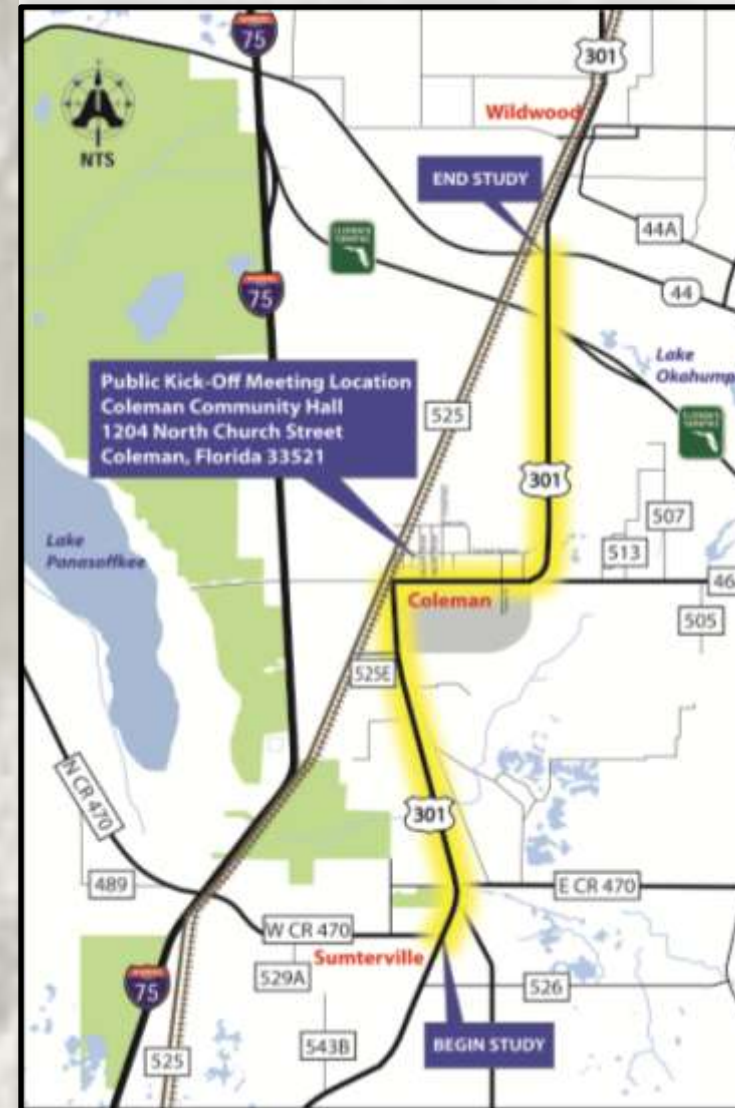 75
301
Wildwood
NTS
END STUDY
44A
75
44
Lake
Okahump
Public Kick-Off Meeting Location
Coleman Community Hall
1204 North Church Street
Coleman, Florida 33521
525
301
507
Lake
Panasoffkee
513
Coleman
46
505
525E
N CR 470
301
489
E CR 470
W CR 470
Sumterville
529A
526
75
543B
BEGIN STUDY
525